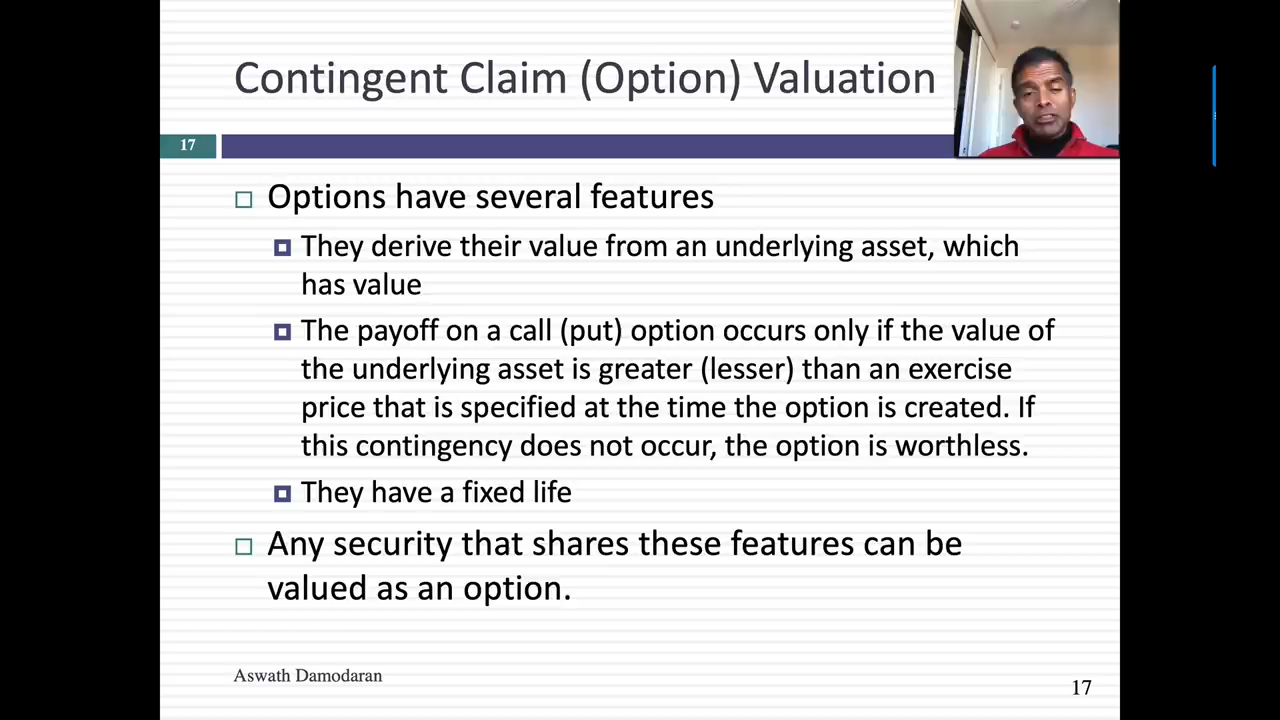 Contingent Claim (Option) Valuation
17
Options have several features
They derive their value from an underlying asset, which
has value
The payoff on a call (put) option occurs only if the value of
the underlying asset is greater (lesser) than an exercise
price that is specified at the time the option is created. If
this contingency does not occur, the option is worthless.
They have a fixed life
Any security that shares these features can be
valued as an option.
Aswath Damodaran
17